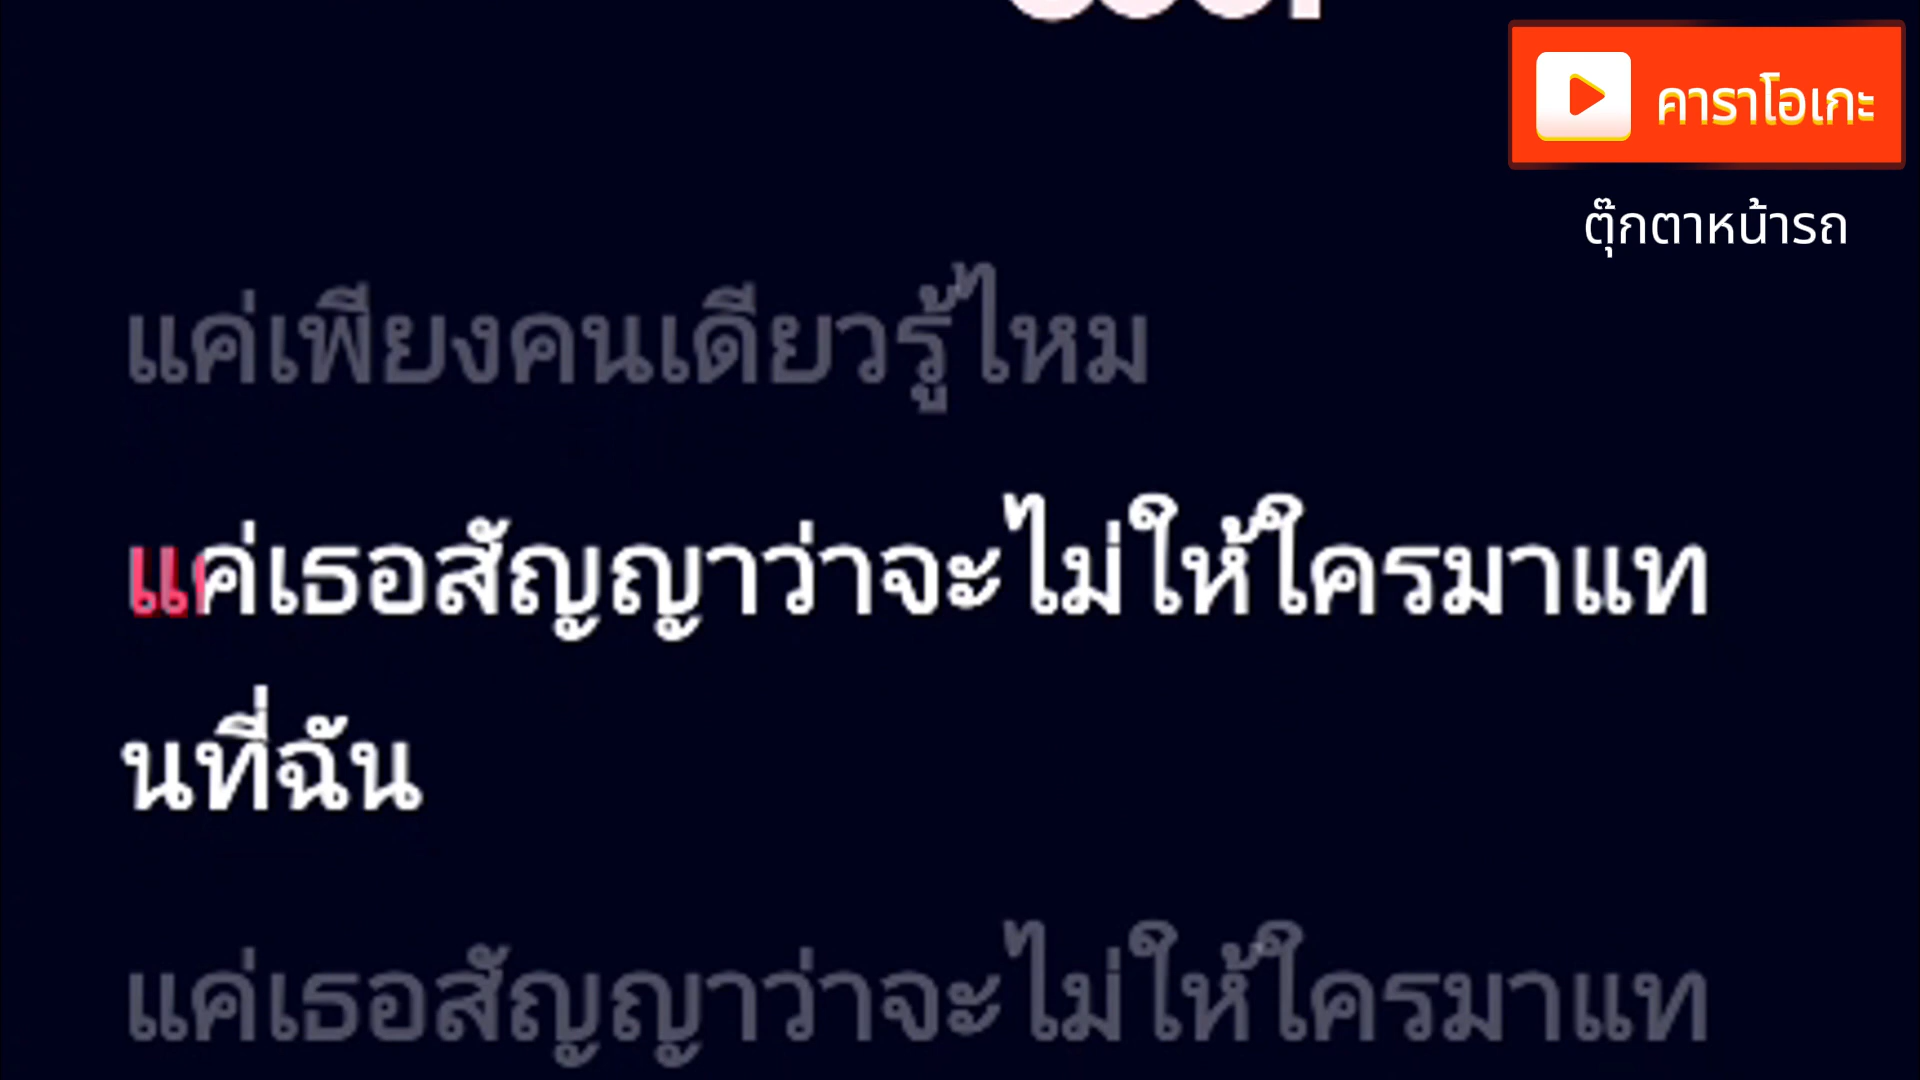 คาราโอเกะ
ตุ๊กตาหน้ารถ
แค่เพียงคนเดียวรู้ไหม
แค่เธอสัญญาว่าจะไม่ให้ใครมาแท
นที่ฉัน
แค่เธอสัญญาว่าจะไม่ให้ใครมาแท